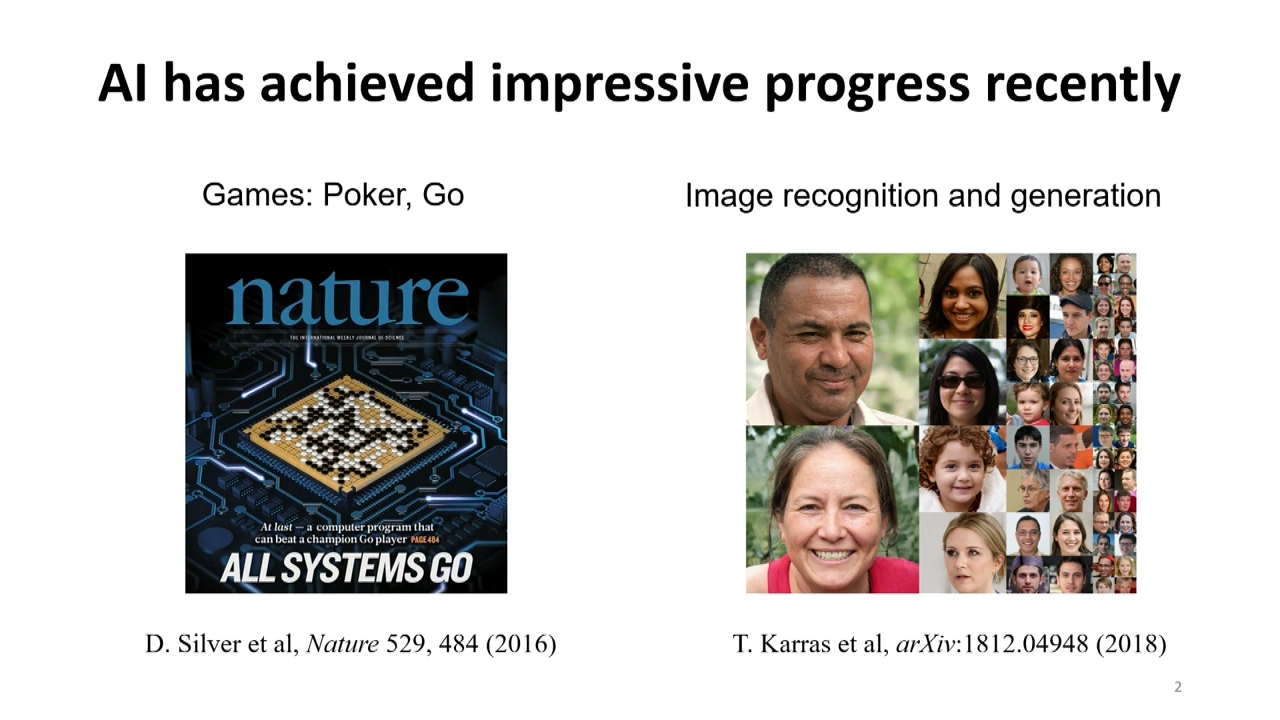 AI has achieved impressive progress recently
Games: Poker, Go
nature
THE INTERNATIONAL WEEKLY JOURNAL OF SCIENCE
At last — a computer program that
can beat a champion Go player PAGE 484
ALL SYSTEMS GO
D. Silver et al, Nature 529, 484 (2016)
Image recognition and generation
T. Karras et al, arXiv:1812.04948 (2018)
2